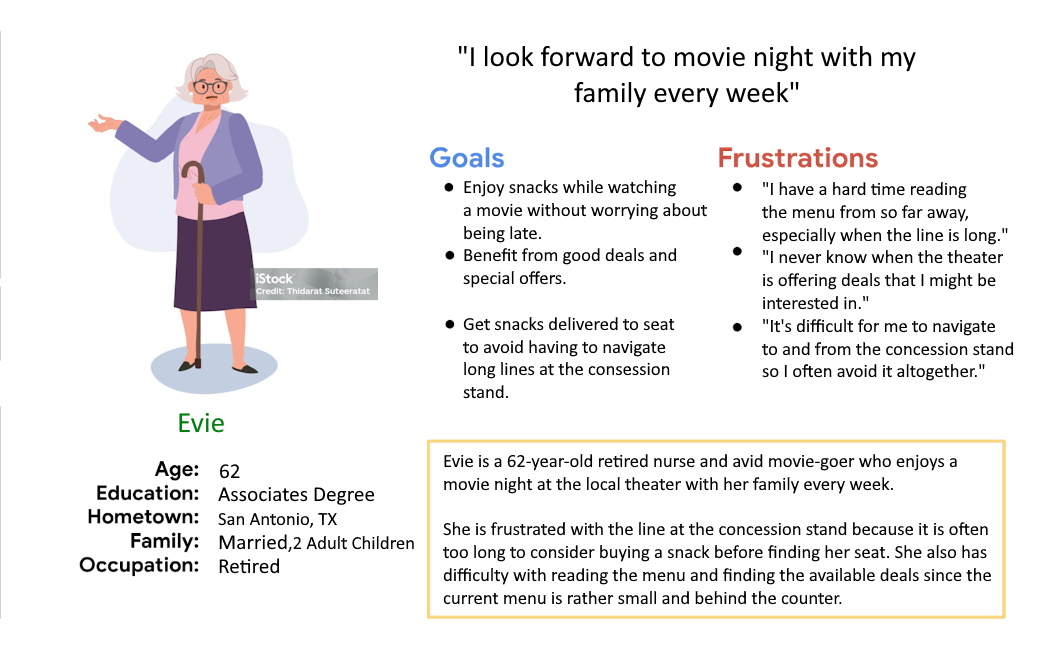 "I look forward to movie night with my
family every week"
Goals
● Enjoy snacks while watching
a movie without worrying about
being late.
● Benefit from good deals and
special offers.
● Get snacks delivered to seat
to avoid having to navigate
long lines at the consession
stand.
Frustrations
● "I have a hard time reading
the menu from so far away,
especially when the line is long."
● "I never know when the theater
is offering deals that I might be
interested in."
● "It's difficult for me to navigate
to and from the concession stand
so I often avoid it altogether."
iStock
Credit: Thidarat Suteeratat
Evie
Age: 62
Education: Associates Degree
Hometown: San Antonio, TX
Family: Married,2 Adult Children
Occupation: Retired
Evie is a 62-year-old retired nurse and avid movie-goer who enjoys a
movie night at the local theater with her family every week.
She is frustrated with the line at the concession stand because it is often
too long to consider buying a snack before finding her seat. She also has
difficulty with reading the menu and finding the available deals since the
current menu is rather small and behind the counter.